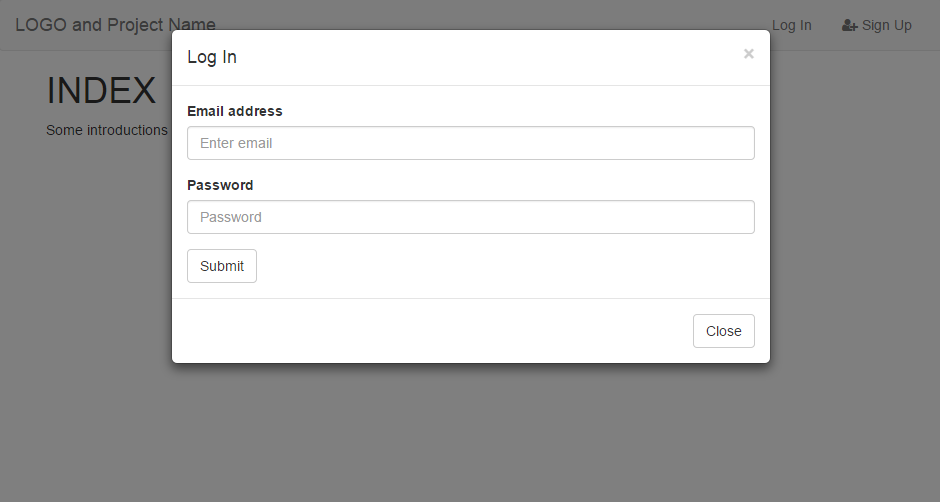 LOGO and Project Name
Log In
Sign Up
INDEX
Some introductions
Log In
×
Email address
Enter email
Password
Password
Submit
Close